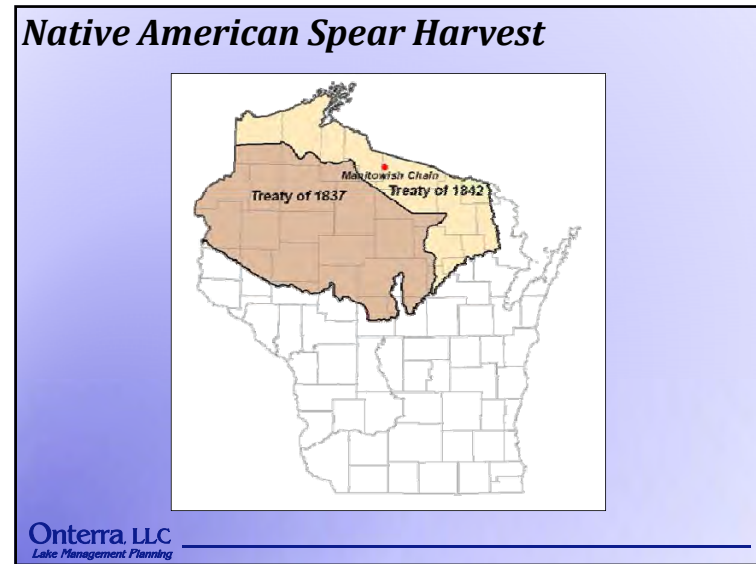 Native American Spear Harvest
Manitowish Chain
Treaty of 1837
Treaty of 1842
Onterra, LLC
Lake Management Planning